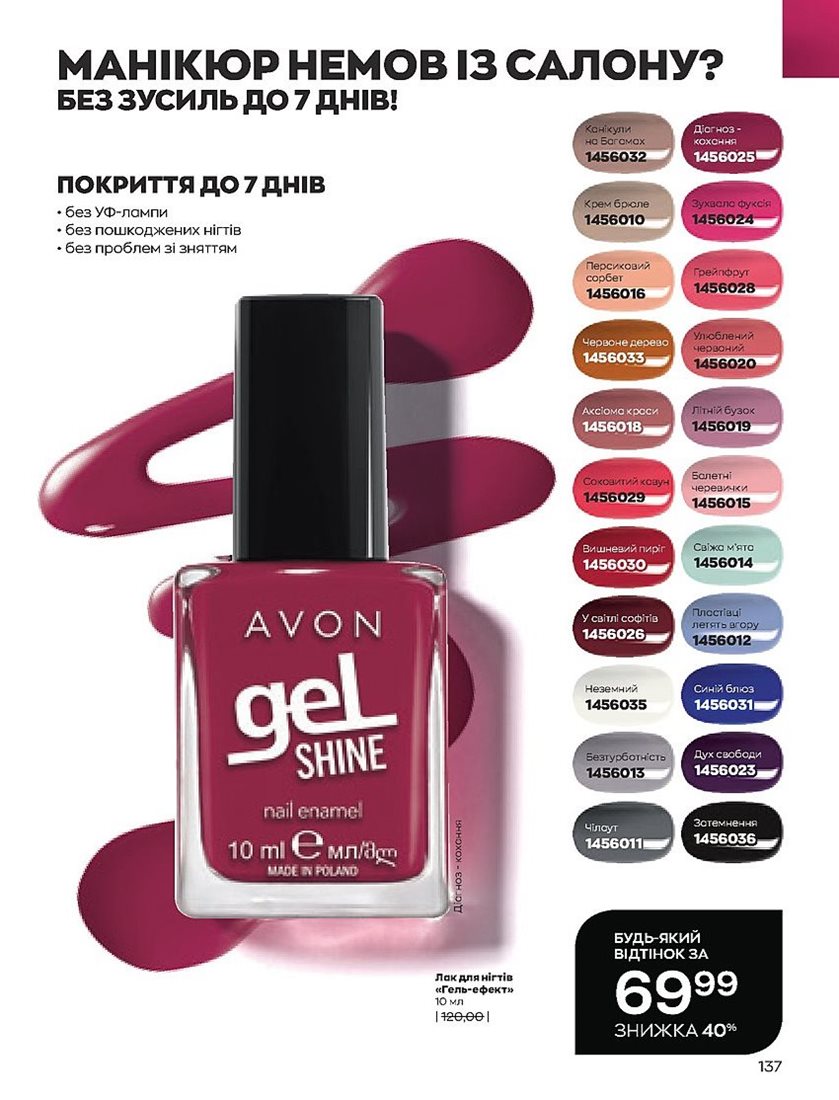 МАНІКЮР НЕМОВ ІЗ САЛОНУ?
БЕЗ ЗУСИЛЬ ДО 7 ДНІВ!
ПОКРИТТЯ ДО 7 ДНІВ
• без УФ-лампи
• без пошкоджених нігтів
• без проблем зі зняттям
AVON
gel
SHINE
nail enamel
10 ml e мл/მლ
MADE IN POLAND
Діагноз - кохання
Лак для нігтів
«Гель-ефект»
10 мл
| 120,00 |
Канікули
на Багамах
1456032
Діагноз -
кохання
1456025
Крем брюле
1456010
Зухвала фуксія
1456024
Персиковий
сорбет
1456016
Грейпфрут
1456028
Червоне дерево
1456033
Улюблений
червоний
1456020
Аксіома краси
1456018
Літній бузок
1456019
Соковитий кавун
1456029
Балетні
черевички
1456015
Вишневий пиріг
1456030
Свіжа м'ята
1456014
У світлі софітів
1456026
Пластівці
летять вгору
1456012
Неземний
1456035
Синій блюз
1456031
Безтурботність
1456013
Дух свободи
1456023
Чілаут
1456011
Затемнення
1456036
БУДЬ-ЯКИЙ
ВІДТІНОК ЗА
69⁹⁹
ЗНИЖКА 40%
137